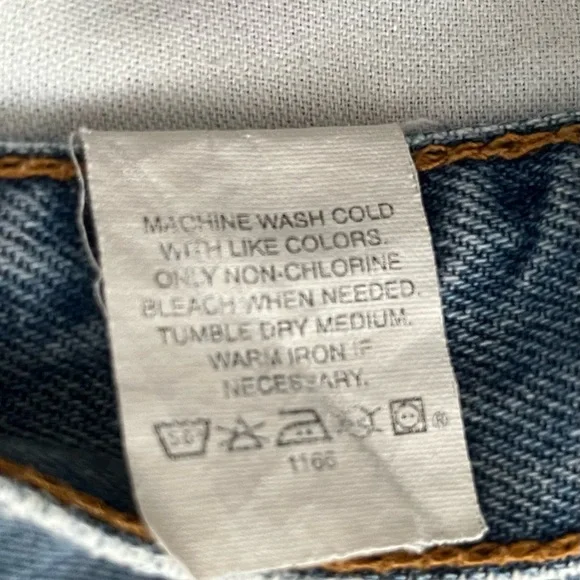 MACHINE WASH COLD
WITH LIKE COLORS.
ONLY NON-CHLORINE
BLEACH WHEN NEEDED.
TUMBLE DRY MEDIUM.
WARM IRON IF
NECESSARY.
®
1166